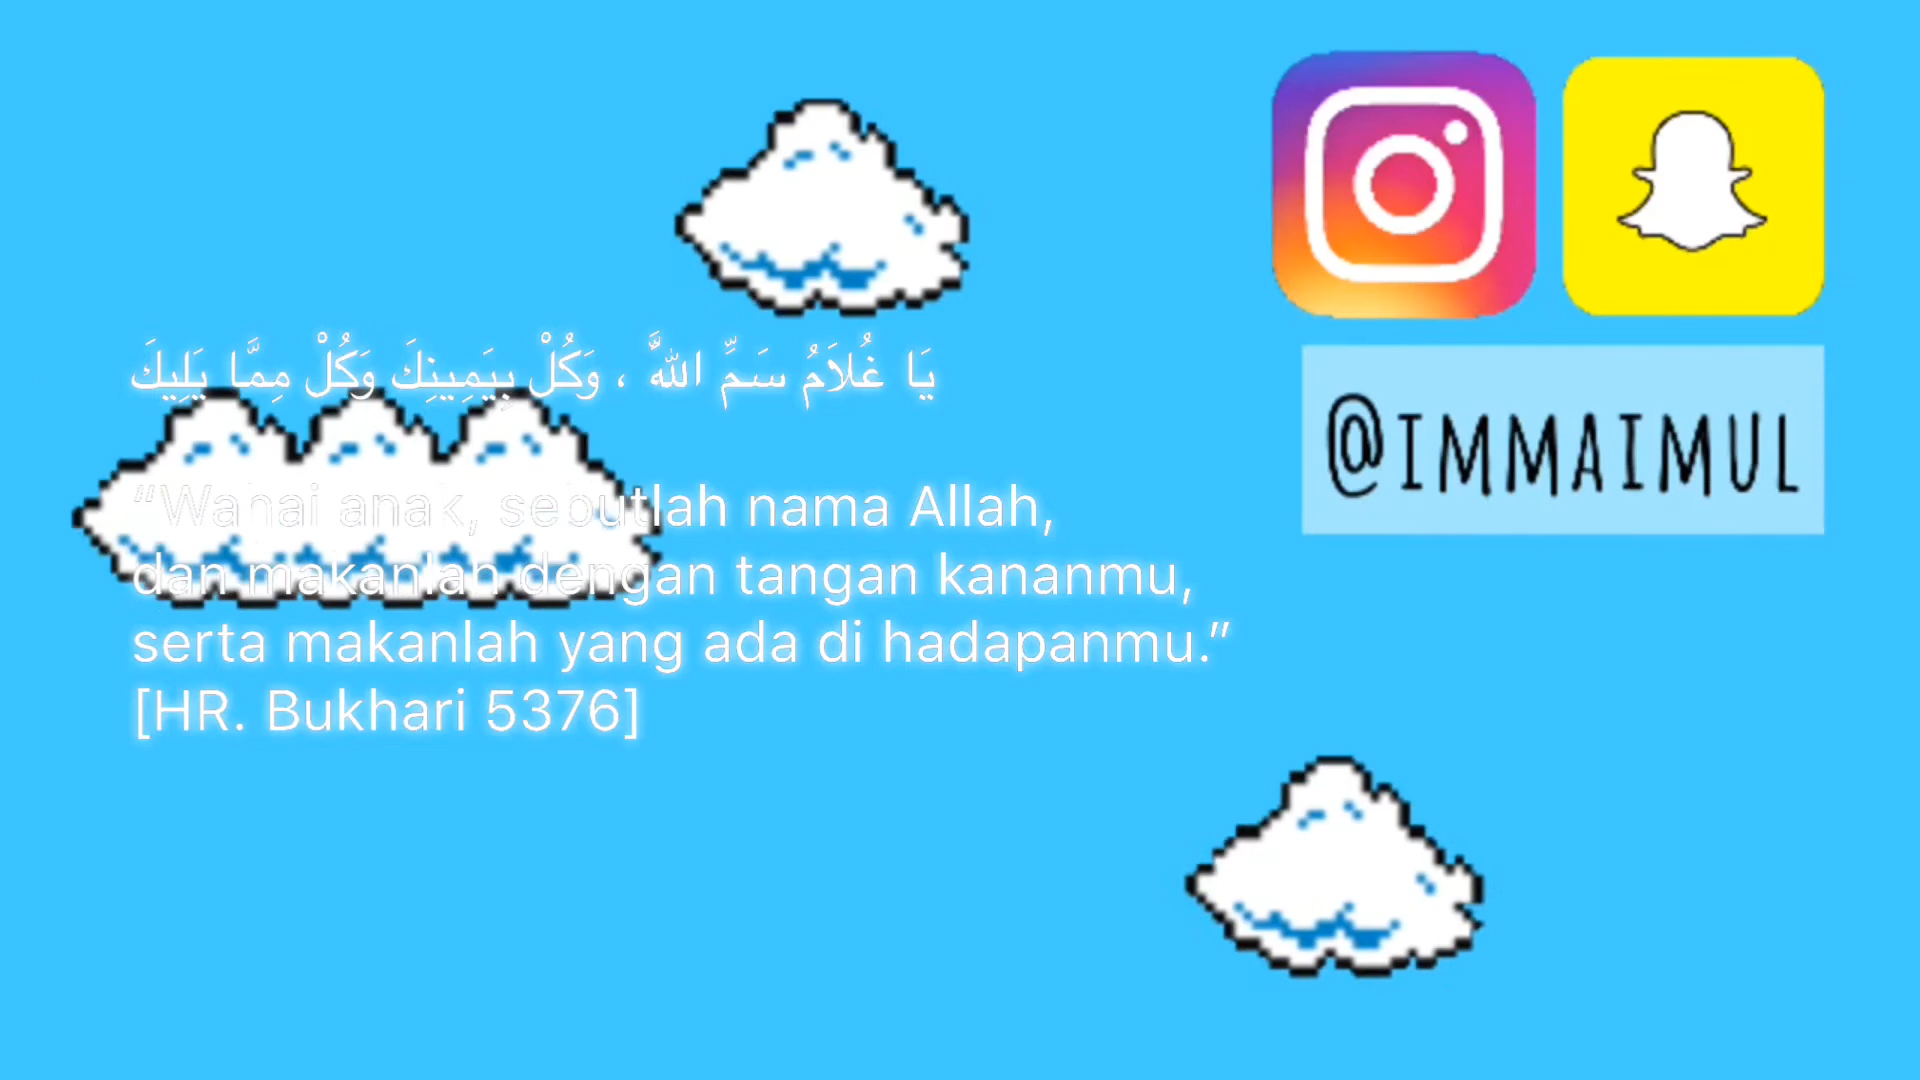 يَا غُلاَمُ سَمِّ اللهَّ ، وَكُلْ بِيَمِينِكَ وَكُلْ مِمَّا يَلِيكَ
“Wahai anak, sebutlah nama Allah,
dan makanlah dengan tangan kananmu,
serta makanlah yang ada di hadapanmu.”
[HR. Bukhari 5376]
@IMMAIMUL